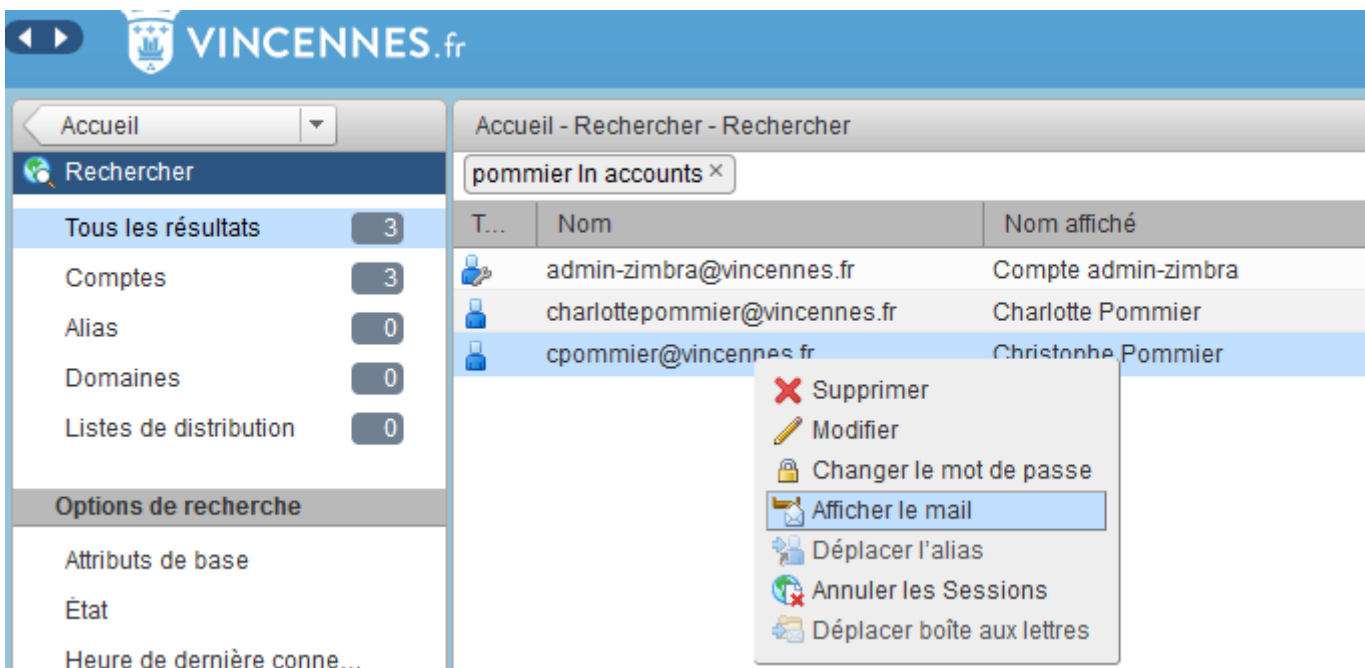 VINCENNES.fr
Accueil
Rechercher
Tous les résultats 3
Comptes 3
Alias 0
Domaines 0
Listes de distribution 0
Options de recherche
Attributs de base
État
Heure de dernière conne...
Accueil - Rechercher - Rechercher
pommier In accounts ×
T... Nom Nom affiché
admin-zimbra@vincennes.fr Compte admin-zimbra
charlottepommier@vincennes.fr Charlotte Pommier
cpommier@vincennes.fr Christophe Pommier
Supprimer
Modifier
Changer le mot de passe
Afficher le mail
Déplacer l'alias
Annuler les Sessions
Déplacer boîte aux lettres